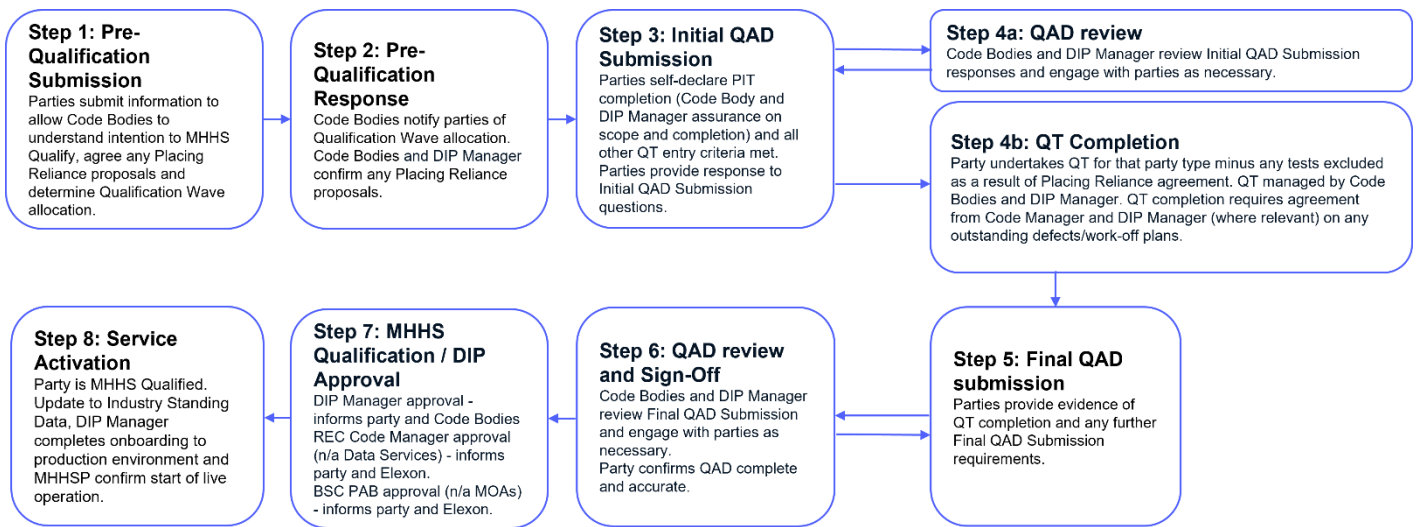 Step 1: Pre-
Qualification
Submission
Parties submit information to
allow Code Bodies to
understand intention to MHHS
Qualify, agree any Placing
Reliance proposals and
determine Qualification Wave
allocation.
Step 2: Pre-
Qualification
Response
Code Bodies notify parties of
Qualification Wave allocation.
Code Bodies and DIP Manager
confirm any Placing Reliance
proposals.
Step 3: Initial QAD
Submission
Parties self-declare PIT
completion (Code Body and
DIP Manager assurance on
scope and completion) and all
other QT entry criteria met.
Parties provide response to
Initial QAD Submission
questions.
Step 4a: QAD review
Code Bodies and DIP Manager review Initial QAD Submission
responses and engage with parties as necessary.
Step 4b: QT Completion
Party undertakes QT for that party type minus any tests excluded
as a result of Placing Reliance agreement. QT managed by Code
Bodies and DIP Manager. QT completion requires agreement
from Code Manager and DIP Manager (where relevant) on any
outstanding defects/work-off plans.
Step 5: Final QAD
submission
Parties provide evidence of
QT completion and any further
Final QAD Submission
requirements.
Step 6: QAD review
and Sign-Off
Code Bodies and DIP Manager
review Final QAD Submission
and engage with parties as
necessary.
Party confirms QAD complete
and accurate.
Step 7: MHHS
Qualification / DIP
Approval
DIP Manager approval -
informs party and Code Bodies
REC Code Manager approval
(n/a Data Services) - informs
party and Elexon.
BSC PAB approval (n/a MOAs)
- informs party and Elexon.
Step 8: Service
Activation
Party is MHHS Qualified.
Update to Industry Standing
Data, DIP Manager
completes onboarding to
production environment and
MHHSP confirm start of live
operation.